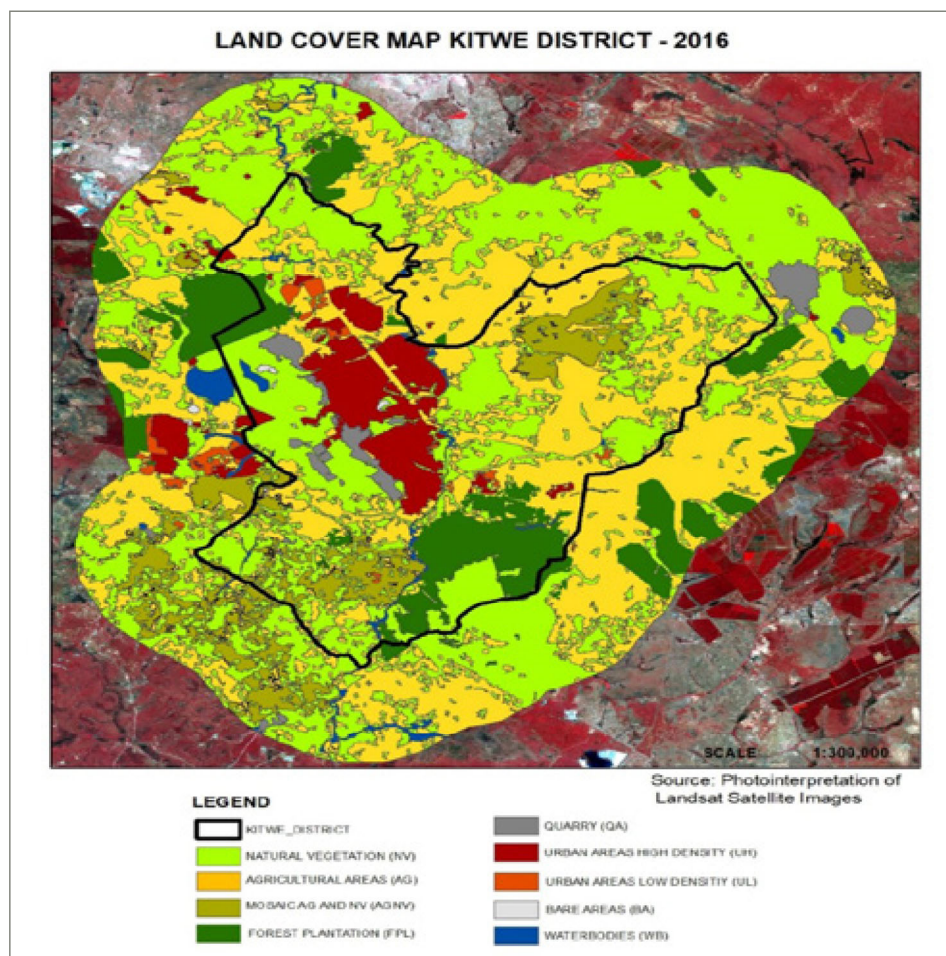 LAND COVER MAP KITWE DISTRICT - 2016
SCALE 1:300,000
Source: Photointerpretation of
Landsat Satellite Images
LEGEND
KITWE_DISTRICT
NATURAL VEGETATION (NV)
AGRICULTURAL AREAS (AG)
MOSAIC AG AND NV (AGNV)
FOREST PLANTATION (FPL)
QUARRY (QA)
URBAN AREAS HIGH DENSITY (UH)
URBAN AREAS LOW DENSITIY (UL)
BARE AREAS (BA)
WATERBODIES (WB)